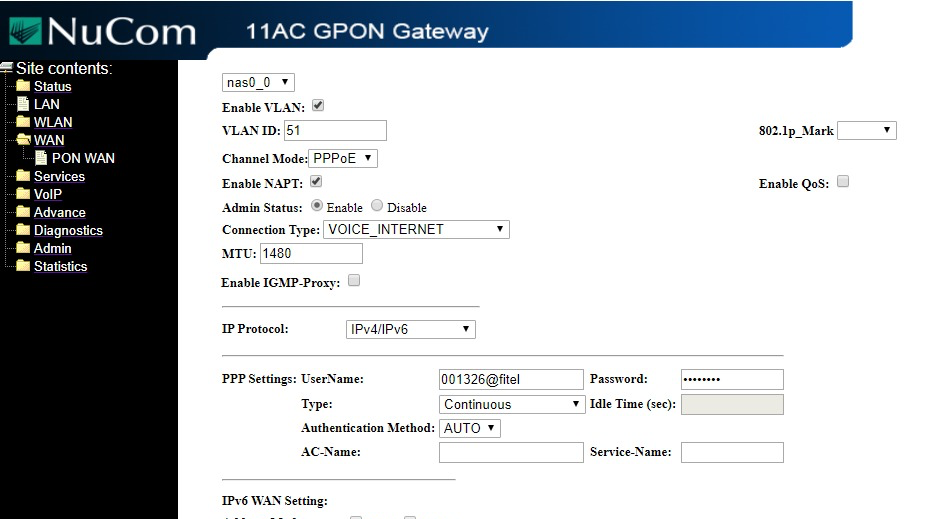 NuCom 11AC GPON Gateway
Site contents:
Status
LAN
WLAN
WAN
PON WAN
Services
VoIP
Advance
Diagnostics
Admin
Statistics
nas0_0
Enable VLAN:
VLAN ID: 51 802.1p_Mark
Channel Mode: PPPoE
Enable NAPT: Enable QoS:
Admin Status: Enable Disable
Connection Type: VOICE_INTERNET
MTU: 1480
Enable IGMP-Proxy:
IP Protocol: IPv4/IPv6
PPP Settings: UserName: 001326@fitel Password: ••••••••
Type: Continuous Idle Time (sec):
Authentication Method: AUTO
AC-Name: Service-Name:
IPv6 WAN Setting: